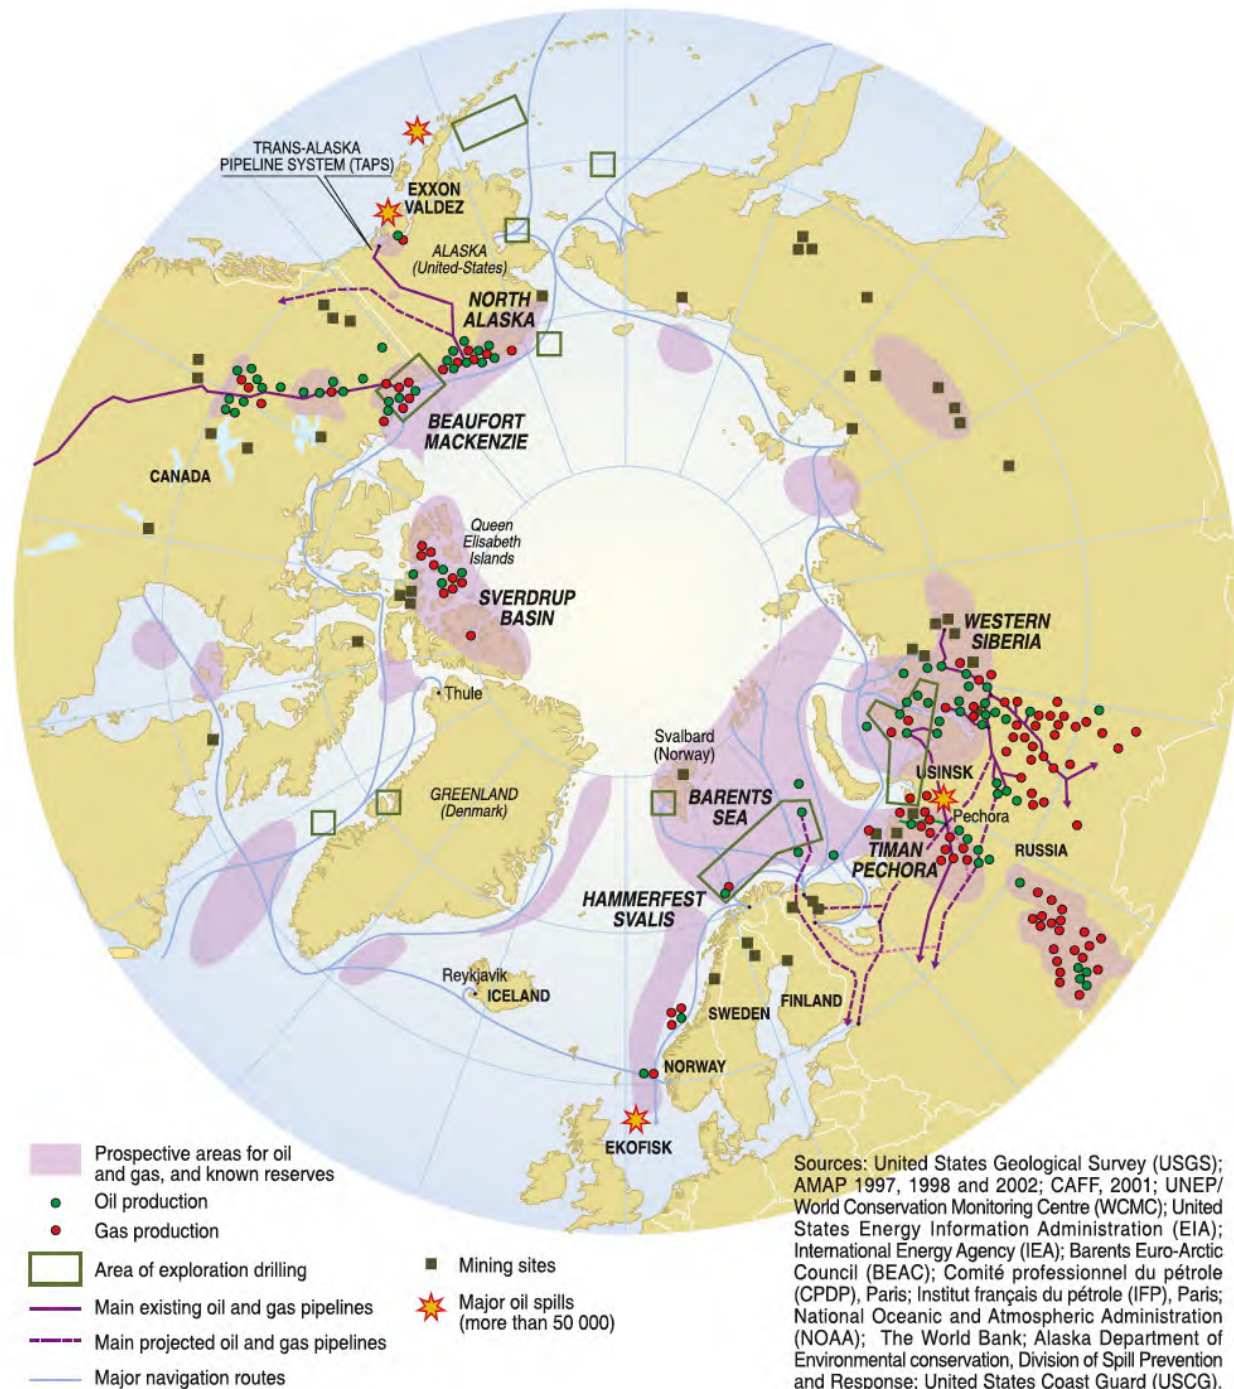 TRANS-ALASKA
PIPELINE SYSTEM (TAPS)
EXXON
VALDEZ
ALASKA
(United-States)
NORTH
ALASKA
BEAUFORT
MACKENZIE
CANADA
Queen
Elisabeth
Islands
SVERDRUP
BASIN
WESTERN
SIBERIA
Thule
Svalbard
(Norway)
GREENLAND
(Denmark)
BARENTS
SEA
USINSK
Pechora
TIMAN
PECHORA
RUSSIA
HAMMERFEST
SVALIS
Reykjavik
ICELAND
SWEDEN
FINLAND
NORWAY
EKOFISK
Prospective areas for oil
and gas, and known reserves
Oil production
Gas production
Area of exploration drilling
Main existing oil and gas pipelines
Main projected oil and gas pipelines
Major navigation routes
Mining sites
Major oil spills
(more than 50 000)
Sources: United States Geological Survey (USGS);
AMAP 1997, 1998 and 2002; CAFF, 2001; UNEP/
World Conservation Monitoring Centre (WCMC); United
States Energy Information Administration (EIA);
International Energy Agency (IEA); Barents Euro-Arctic
Council (BEAC); Comité professionnel du pétrole
(CPDP), Paris; Institut français du pétrole (IFP), Paris;
National Oceanic and Atmospheric Administration
(NOAA); The World Bank; Alaska Department of
Environmental conservation, Division of Spill Prevention
and Response; United States Coast Guard (USCG).